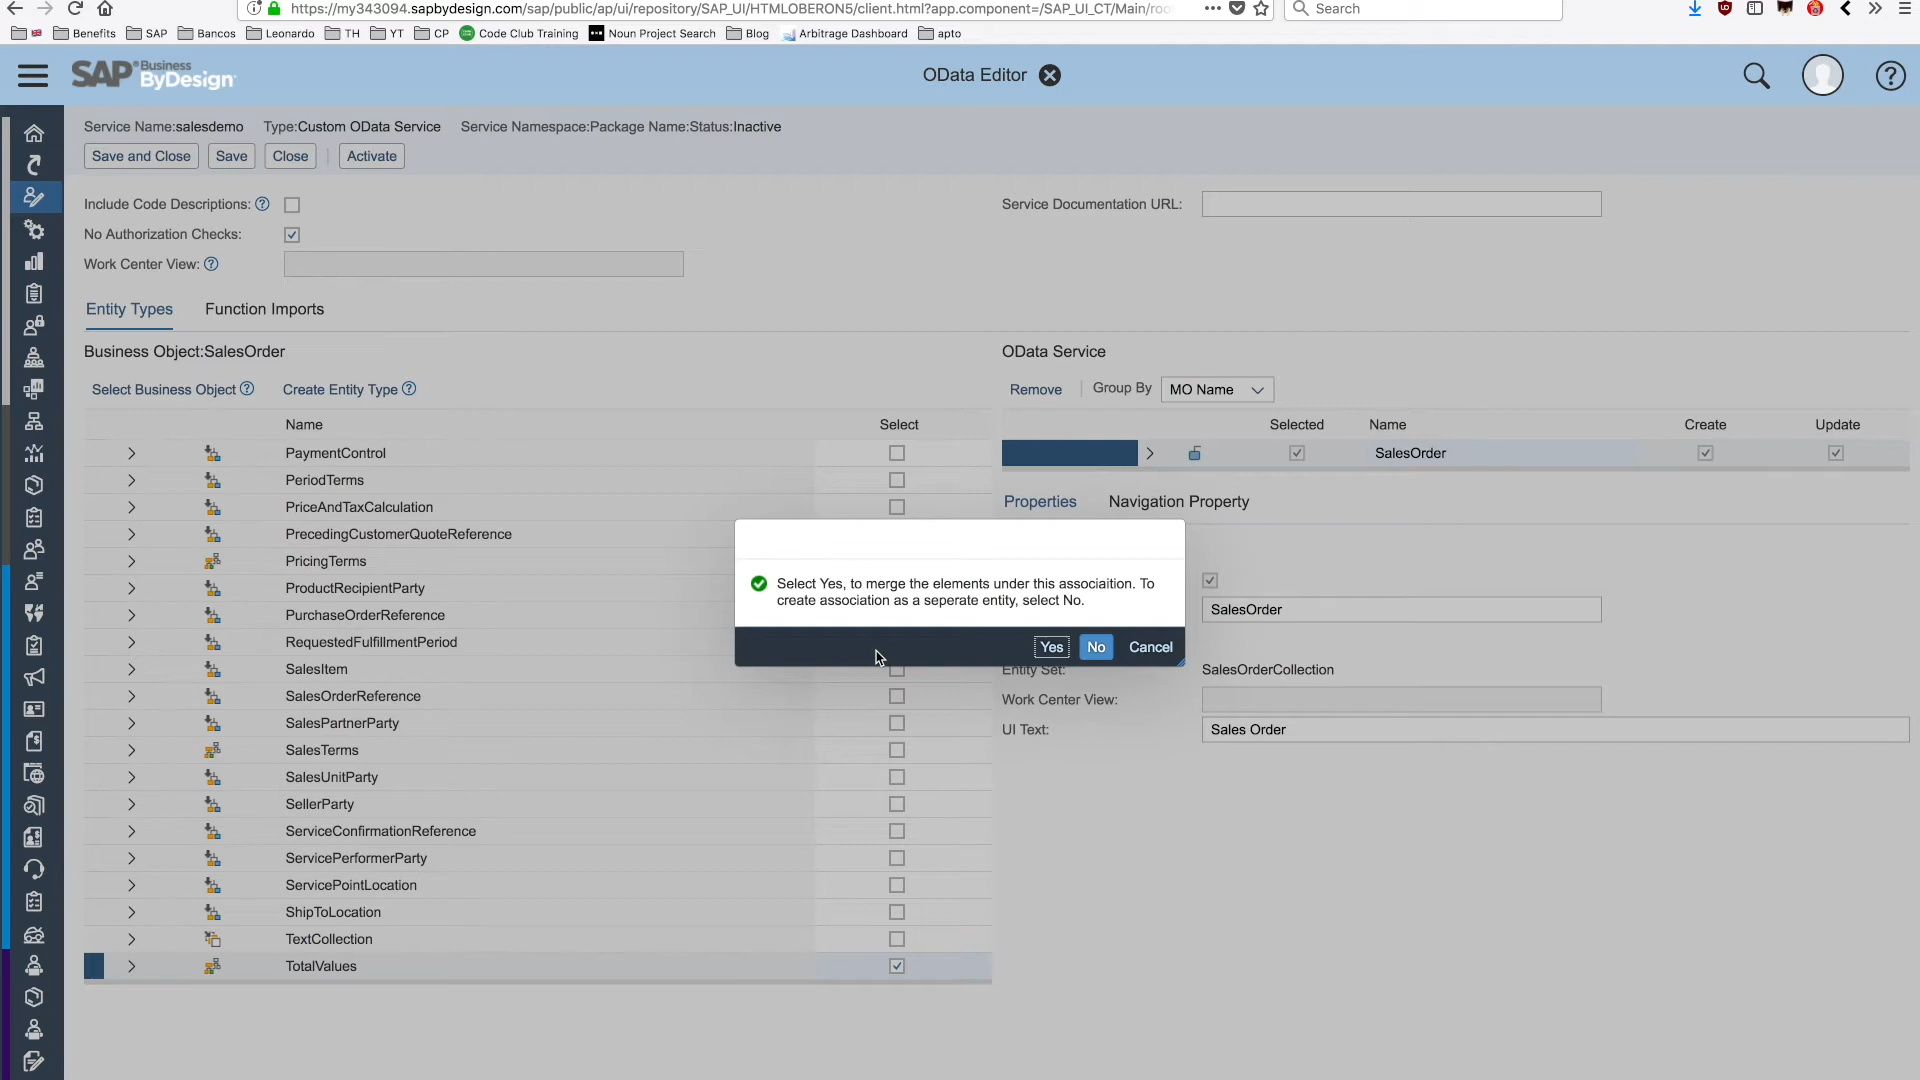 https://my343094.sapbydesign.com/sap/public/ap/ui/repository/SAP_UI/HTMLOBERON5/client.html?app.component=/SAP_UI_CT/Main/root
Search
Benefits SAP Bancos Leonardo TH YT CP Code Club Training Noun Project Search Blog Arbitrage Dashboard apto
SAP Business ByDesign
OData Editor
Service Name:salesdemo Type:Custom OData Service Service Namespace:Package Name:Status:Inactive
Save and Close Save Close Activate
Include Code Descriptions:
Service Documentation URL:
No Authorization Checks:
Work Center View:
Entity Types Function Imports
Business Object:SalesOrder
OData Service
Select Business Object Create Entity Type
Remove Group By MO Name
Name Select
Selected Name Create Update
PaymentControl
SalesOrder
PeriodTerms
PriceAndTaxCalculation
Properties Navigation Property
PrecedingCustomerQuoteReference
PricingTerms
ProductRecipientParty
PurchaseOrderReference
RequestedFulfillmentPeriod
SalesItem
SalesOrderReference
SalesPartnerParty
SalesTerms
SalesUnitParty
SellerParty
ServiceConfirmationReference
ServicePerformerParty
ServicePointLocation
ShipToLocation
TextCollection
TotalValues
Select Yes, to merge the elements under this associaition. To
create association as a seperate entity, select No.
Yes No Cancel
SalesOrder
Entity Set: SalesOrderCollection
Work Center View:
UI Text: Sales Order